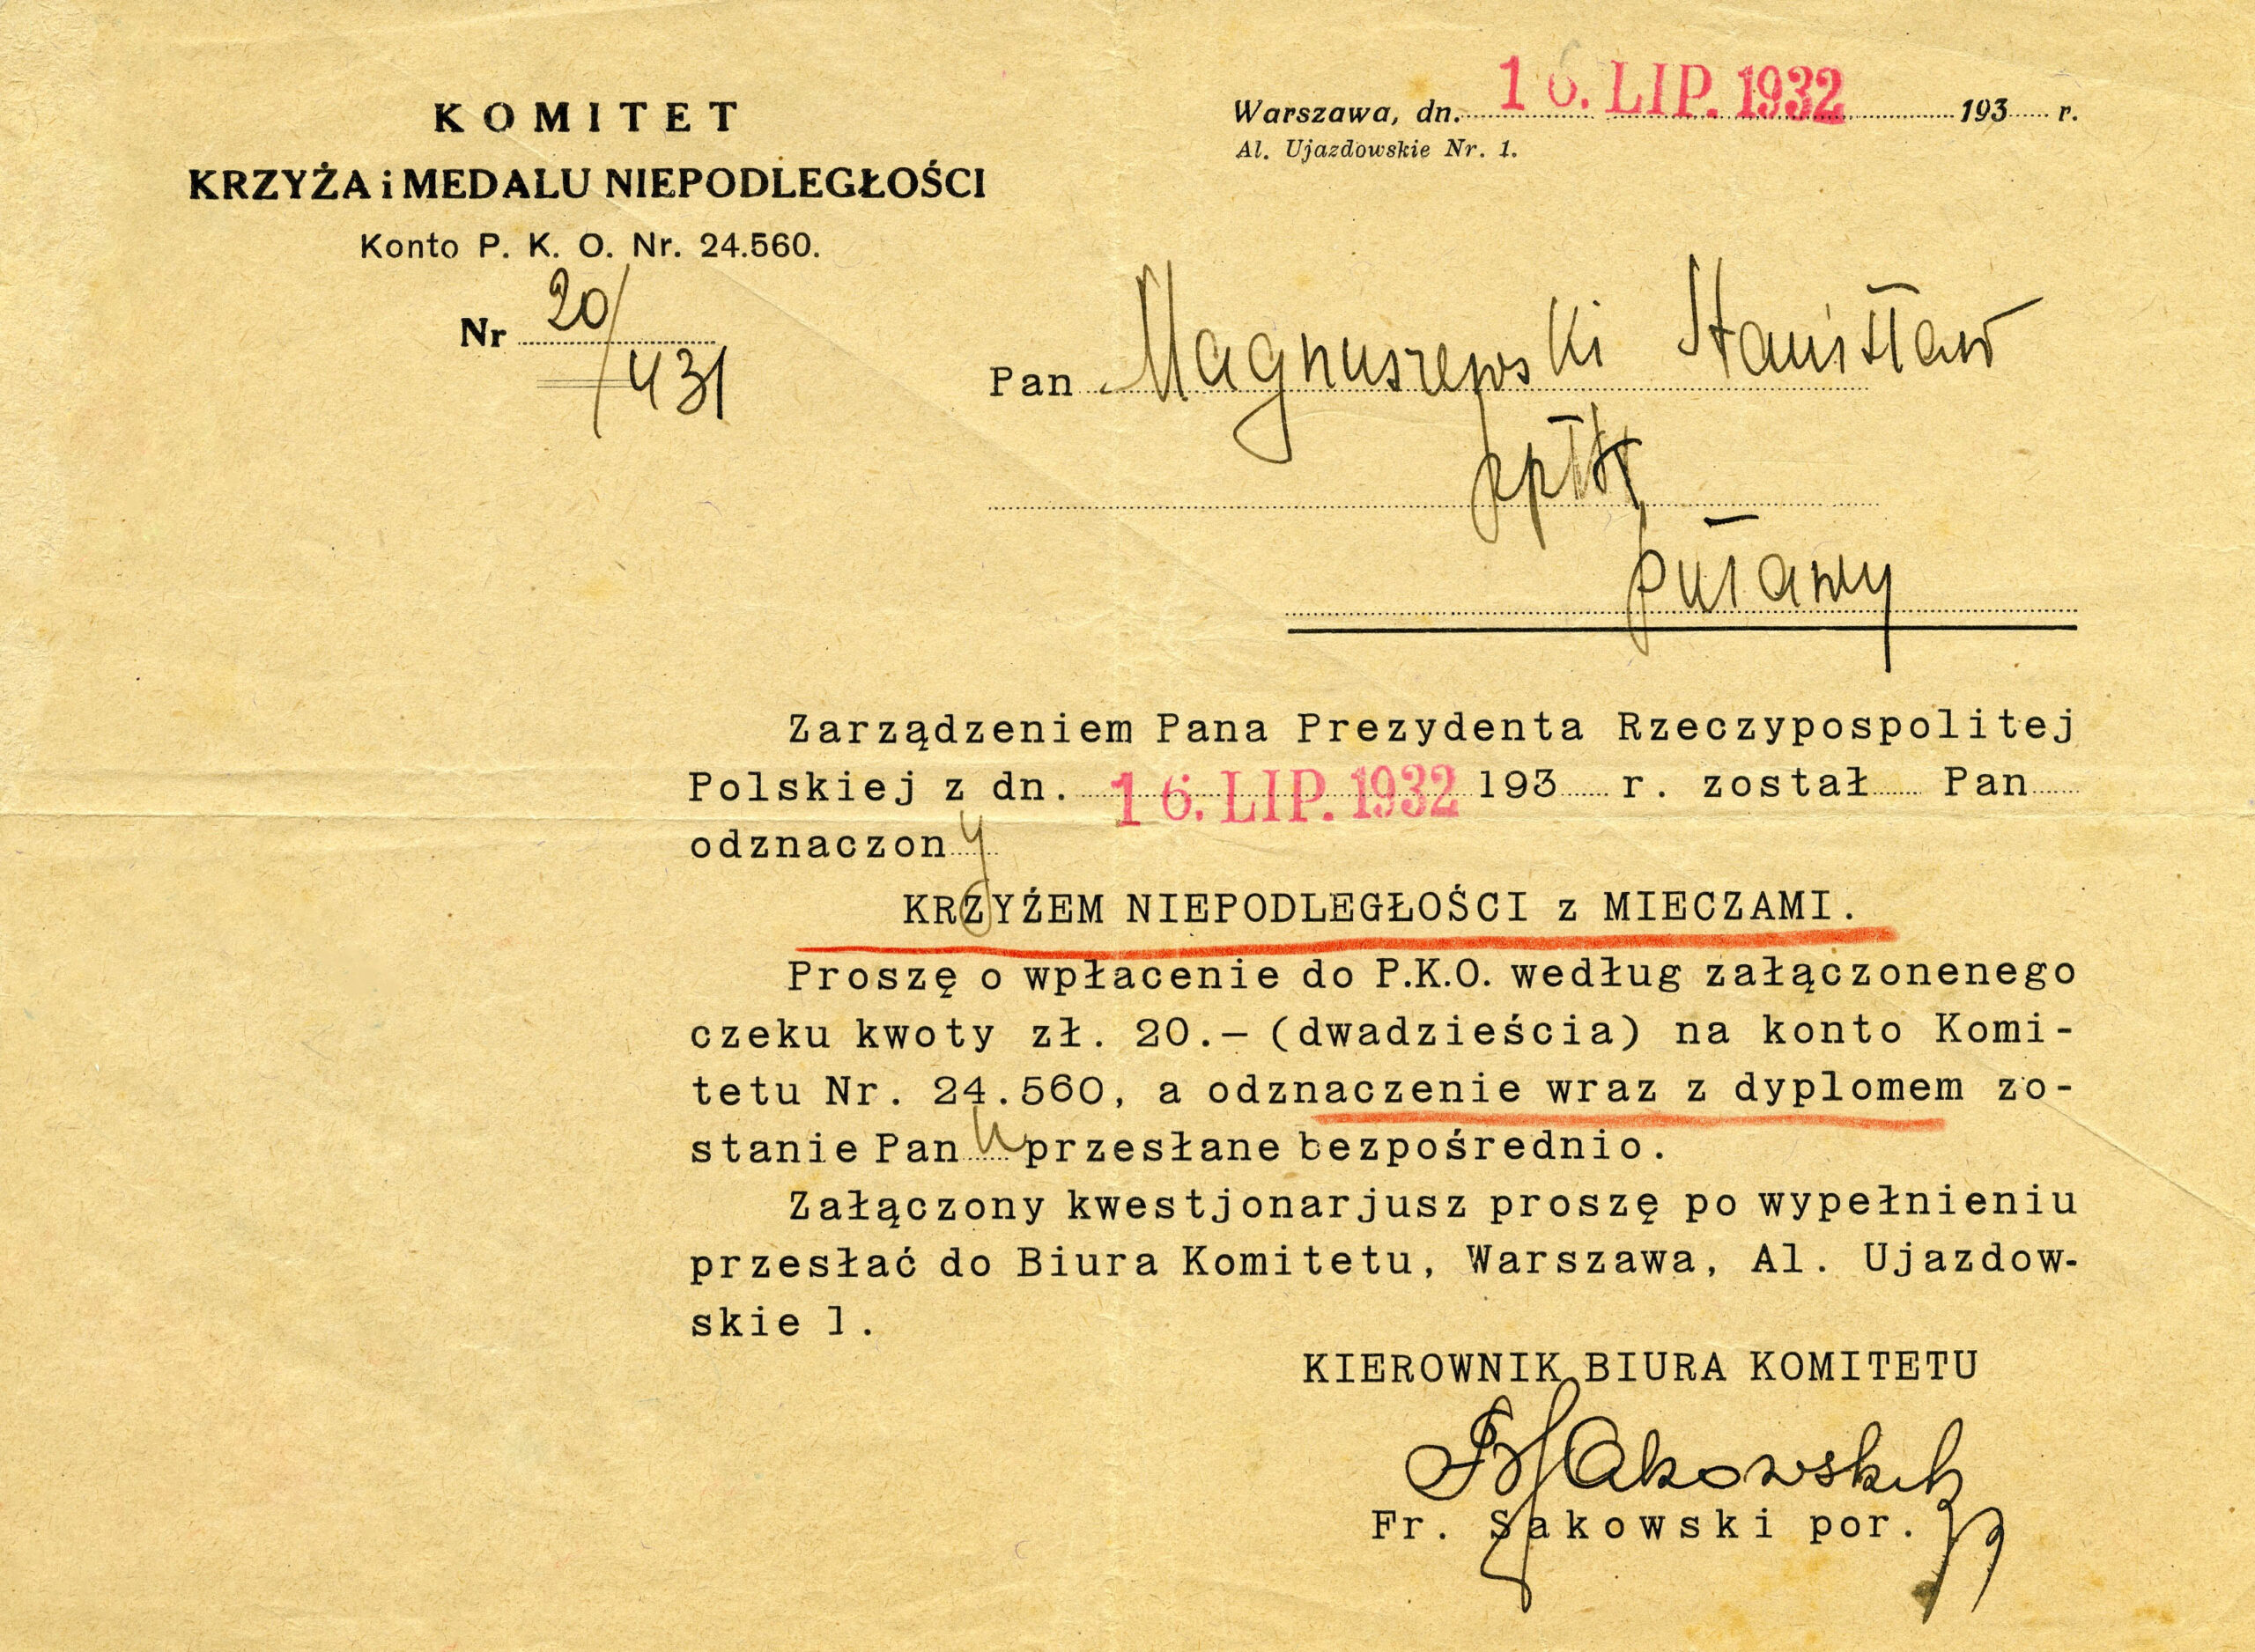 KOMITET
KRZYŻA i MEDALU NIEPODLEGŁOŚCI
Konto P. K. O. Nr. 24.560.
Nr 20/431
Warszawa, dn. 16. LIP. 1932 193 r.
Al. Ujazdowskie Nr. 1.
Pan Magnuszewski Stanisław
ppłk
Puławy
Zarządzeniem Pana Prezydenta Rzeczypospolitej
Polskiej z dn. 16. LIP. 1932 193 r. został Pan
odznaczony
KRZYŻEM NIEPODLEGŁOŚCI z MIECZAMI.
Proszę o wpłacenie do P.K.O. według załączonenego
czeku kwoty zł. 20.— (dwadzieścia) na konto Komi-
tetu Nr. 24.560, a odznaczenie wraz z dyplomem zo-
stanie Panu przesłane bezpośrednio.
Załączony kwestjonarjusz proszę po wypełnieniu
przesłać do Biura Komitetu, Warszawa, Al. Ujazdow-
skie 1.
KIEROWNIK BIURA KOMITETU
FrSakowski
Fr. Sakowski por.